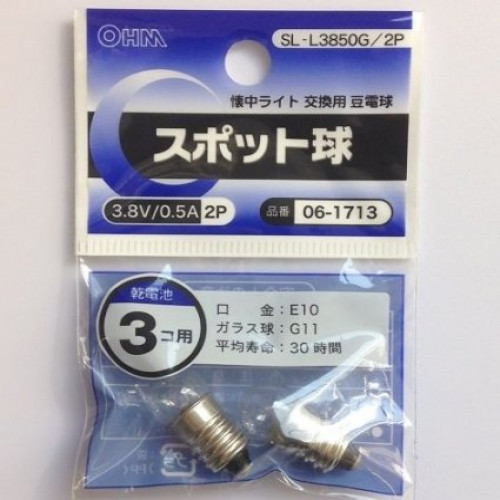 OHM
SL-L3850G/2P
懐中ライト 交換用 豆電球
スポット球
3.8V/0.5A 2P
品番 06-1713
乾電池
3コ用
口金:E10
ガラス球:G11
平均寿命:30時間